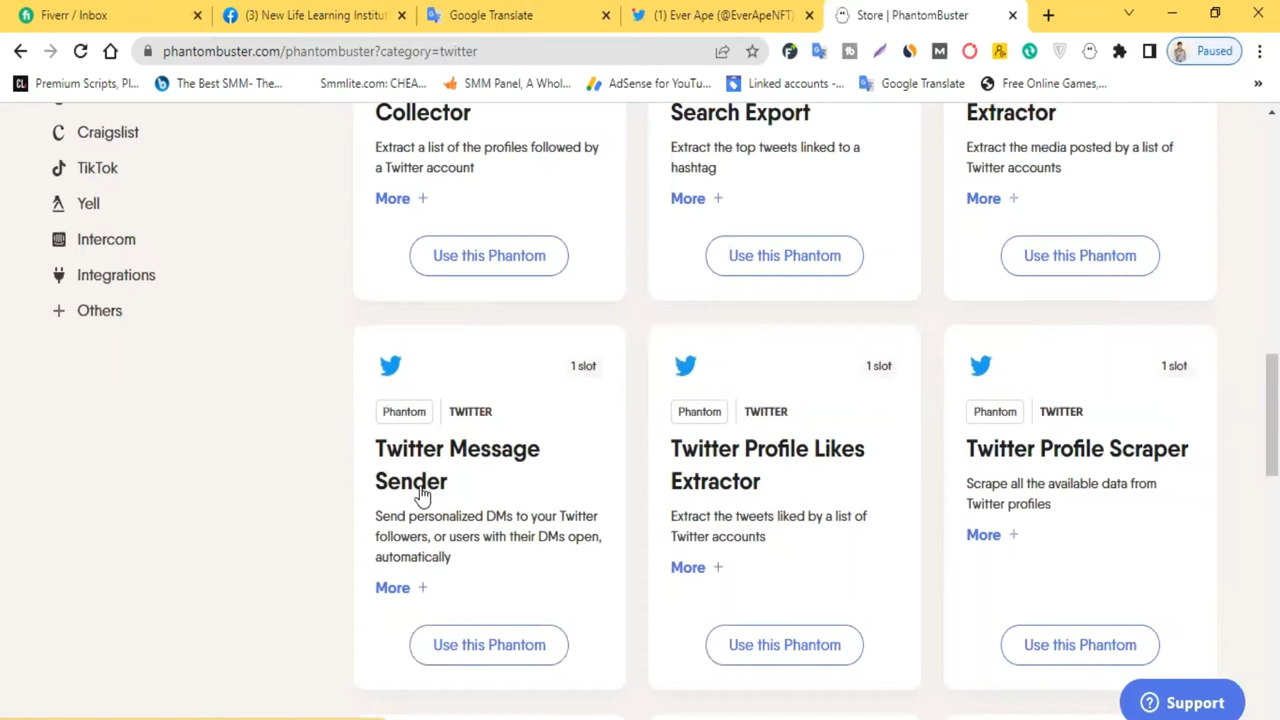 Fiverr / Inbox
(3) New Life Learning Institut
Google Translate
(1) Ever Ape (@EverApeNFT)
Store | PhantomBuster
phantombuster.com/phantombuster?category=twitter
Paused
Premium Scripts, Pl...
The Best SMM- The...
Smmlite.com: CHEA...
SMM Panel, A Whol...
AdSense for YouTu...
Linked accounts -...
Google Translate
Free Online Games,...
Craigslist
TikTok
Yell
Intercom
Integrations
Others
Collector
Extract a list of the profiles followed by
a Twitter account
More +
Use this Phantom
Search Export
Extract the top tweets linked to a
hashtag
More +
Use this Phantom
Extractor
Extract the media posted by a list of
Twitter accounts
More +
Use this Phantom
1 slot
Phantom | TWITTER
Twitter Message
Sender
Send personalized DMs to your Twitter
followers, or users with their DMs open,
automatically
More +
Use this Phantom
1 slot
Phantom | TWITTER
Twitter Profile Likes
Extractor
Extract the tweets liked by a list of
Twitter accounts
More +
Use this Phantom
1 slot
Phantom | TWITTER
Twitter Profile Scraper
Scrape all the available data from
Twitter profiles
More +
Use this Phantom
Support